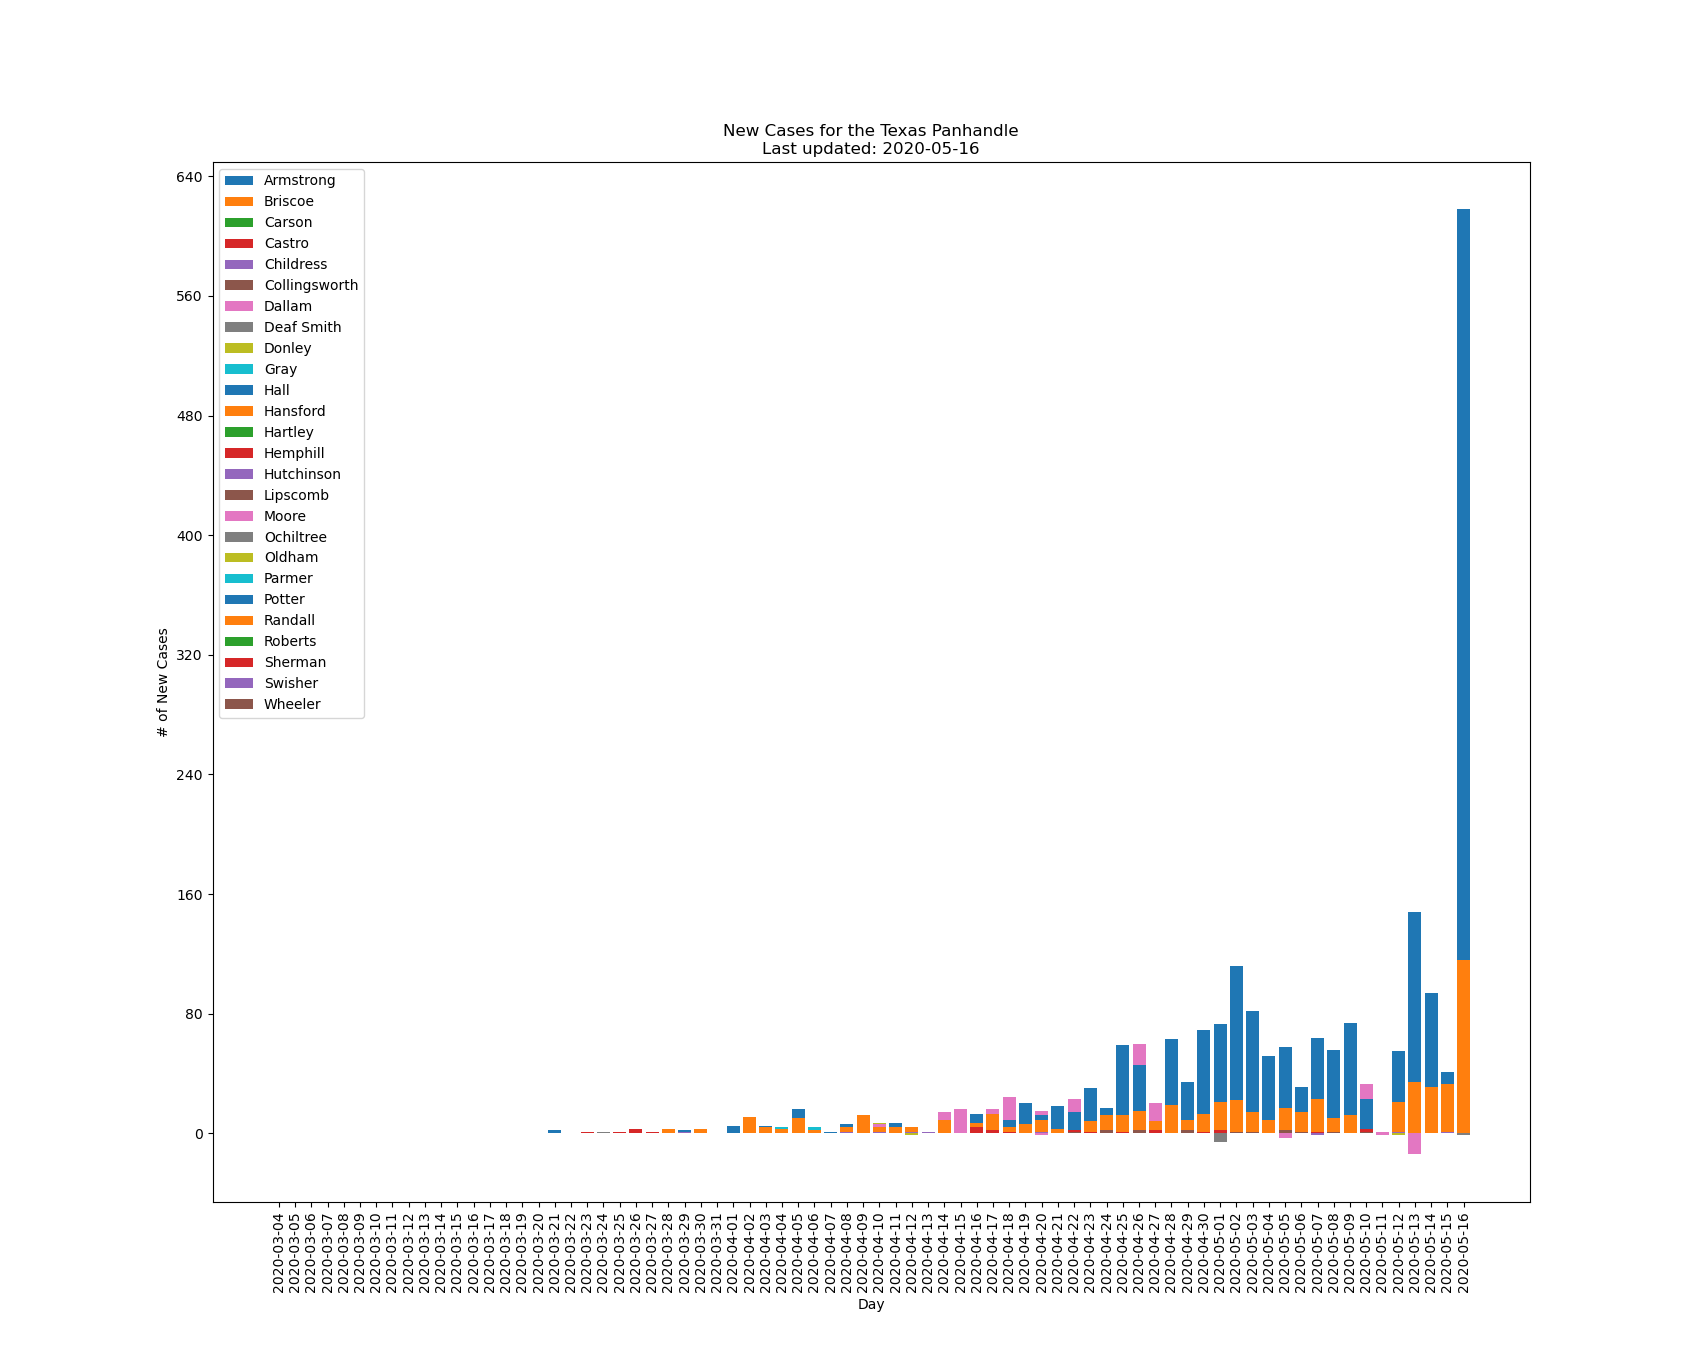 New Cases for the Texas Panhandle
Last updated: 2020-05-16
640
560
480
400
320
240
160
80
0
# of New Cases
Armstrong
Briscoe
Carson
Castro
Childress
Collingsworth
Dallam
Deaf Smith
Donley
Gray
Hall
Hansford
Hartley
Hemphill
Hutchinson
Lipscomb
Moore
Ochiltree
Oldham
Parmer
Potter
Randall
Roberts
Sherman
Swisher
Wheeler
2020-03-04
2020-03-05
2020-03-06
2020-03-07
2020-03-08
2020-03-09
2020-03-10
2020-03-11
2020-03-12
2020-03-13
2020-03-14
2020-03-15
2020-03-16
2020-03-17
2020-03-18
2020-03-19
2020-03-20
2020-03-21
2020-03-22
2020-03-23
2020-03-24
2020-03-25
2020-03-26
2020-03-27
2020-03-28
2020-03-29
2020-03-30
2020-03-31
2020-04-01
2020-04-02
2020-04-03
2020-04-04
2020-04-05
2020-04-06
2020-04-07
2020-04-08
2020-04-09
2020-04-10
2020-04-11
2020-04-12
2020-04-13
2020-04-14
2020-04-15
2020-04-16
2020-04-17
2020-04-18
2020-04-19
2020-04-20
2020-04-21
2020-04-22
2020-04-23
2020-04-24
2020-04-25
2020-04-26
2020-04-27
2020-04-28
2020-04-29
2020-04-30
2020-05-01
2020-05-02
2020-05-03
2020-05-04
2020-05-05
2020-05-06
2020-05-07
2020-05-08
2020-05-09
2020-05-10
2020-05-11
2020-05-12
2020-05-13
2020-05-14
2020-05-15
2020-05-16
Day